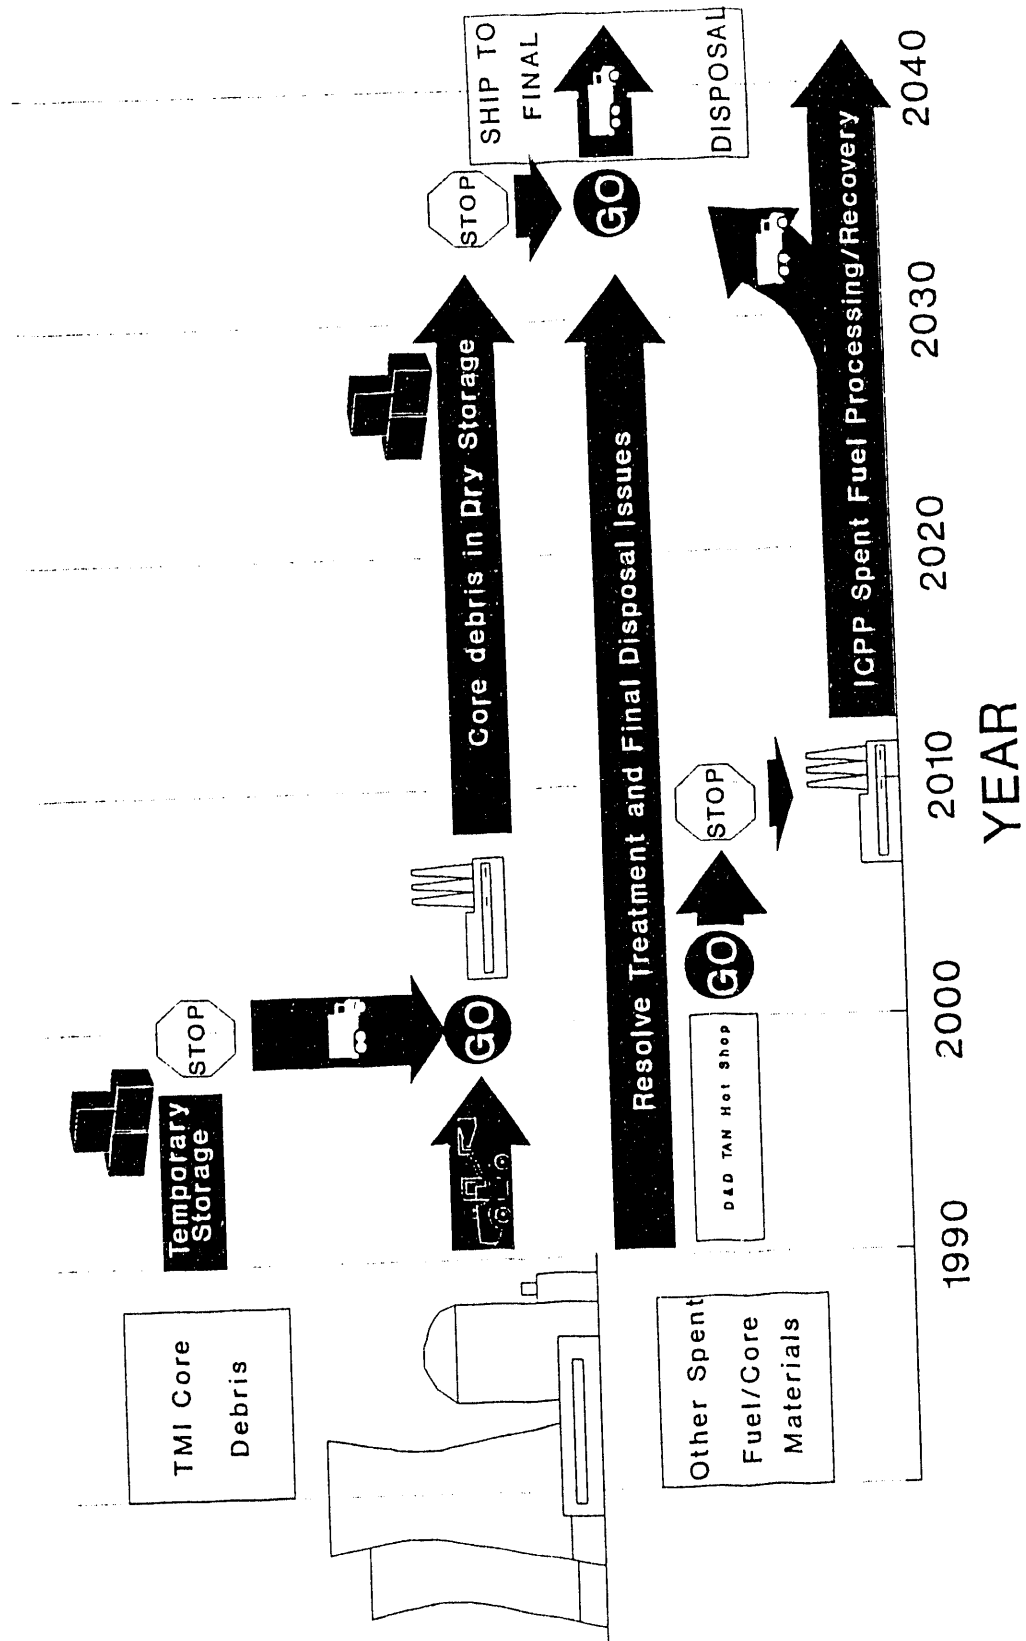 TMI Core
Debris
Temporary
Storage
STOP
GO
Core debris in Dry Storage
STOP
GO
SHIP TO
FINAL
DISPOSAL
Resolve Treatment and Final Disposal Issues
Other Spent
Fuel/Core
Materials
D&D TAN Hot Shop
GO
STOP
ICPP Spent Fuel Processing/Recovery
1990
2000
2010
2020
2030
2040
YEAR